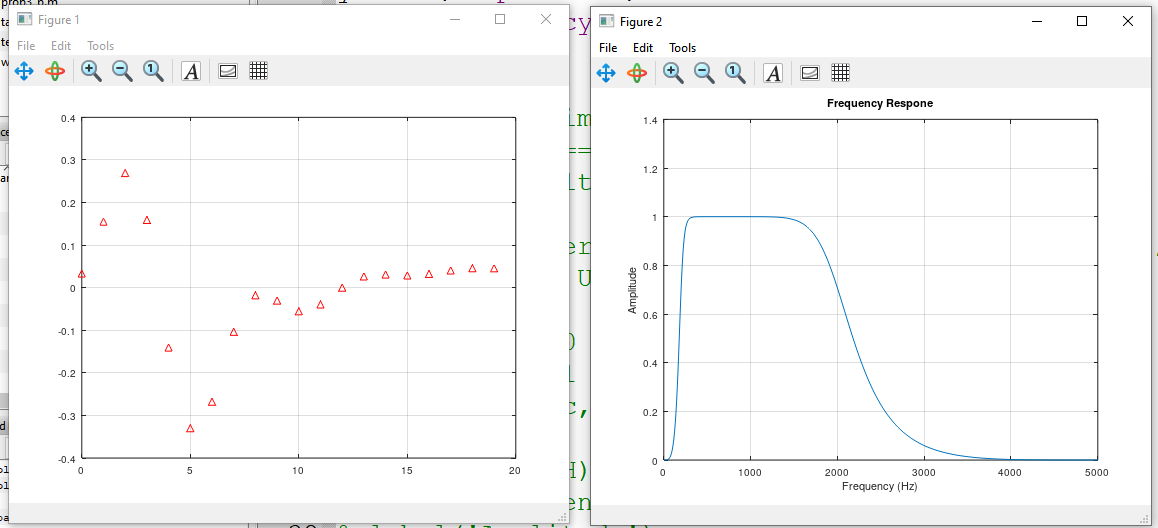 Figure 1
File Edit Tools
A
0.4
0.3
0.2
0.1
0
-0.1
-0.2
-0.3
-0.4
0 5 10 15 20
Figure 2
File Edit Tools
A
Frequency Respone
1.4
1.2
1
0.8
0.6
0.4
0.2
0
Amplitude
0 1000 2000 3000 4000 5000
Frequency (Hz)